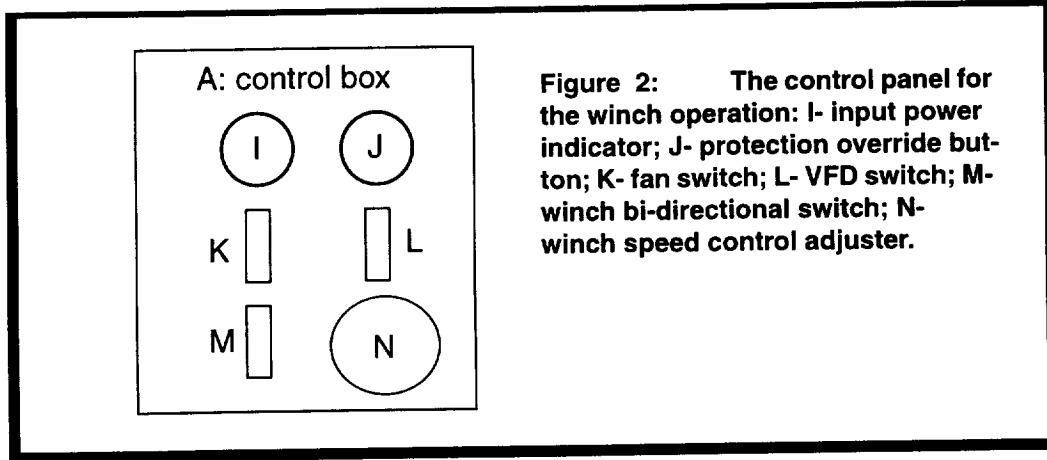 A: control box
I
J
K
L
M
N
Figure 2: The control panel for
the winch operation: I- input power
indicator; J- protection override but-
ton; K- fan switch; L- VFD switch; M-
winch bi-directional switch; N-
winch speed control adjuster.